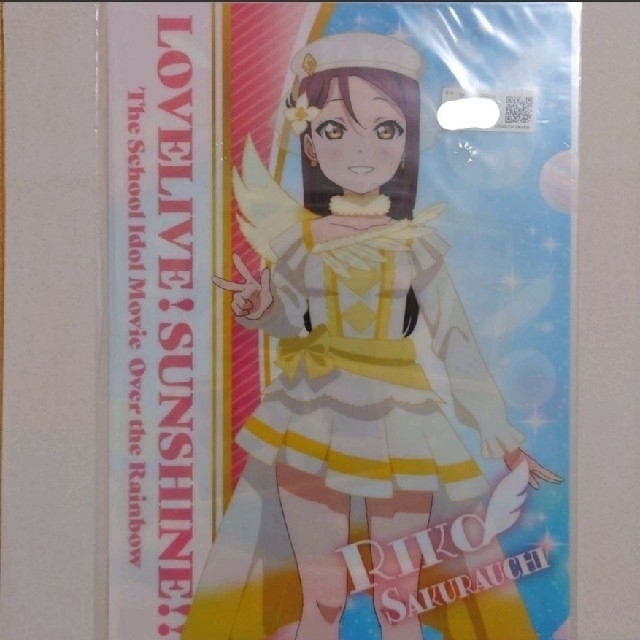 LOVELIVE! SUNSHINE!!
The School Idol Movie Over the Rainbow
RIKO
SAKURAUCHI